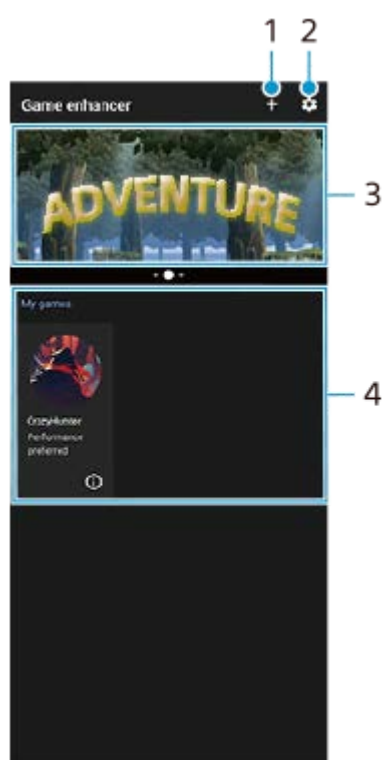 1 2
Game enhancer
ADVENTURE
3
My games
CrazyHunter
Performance
preferred
4